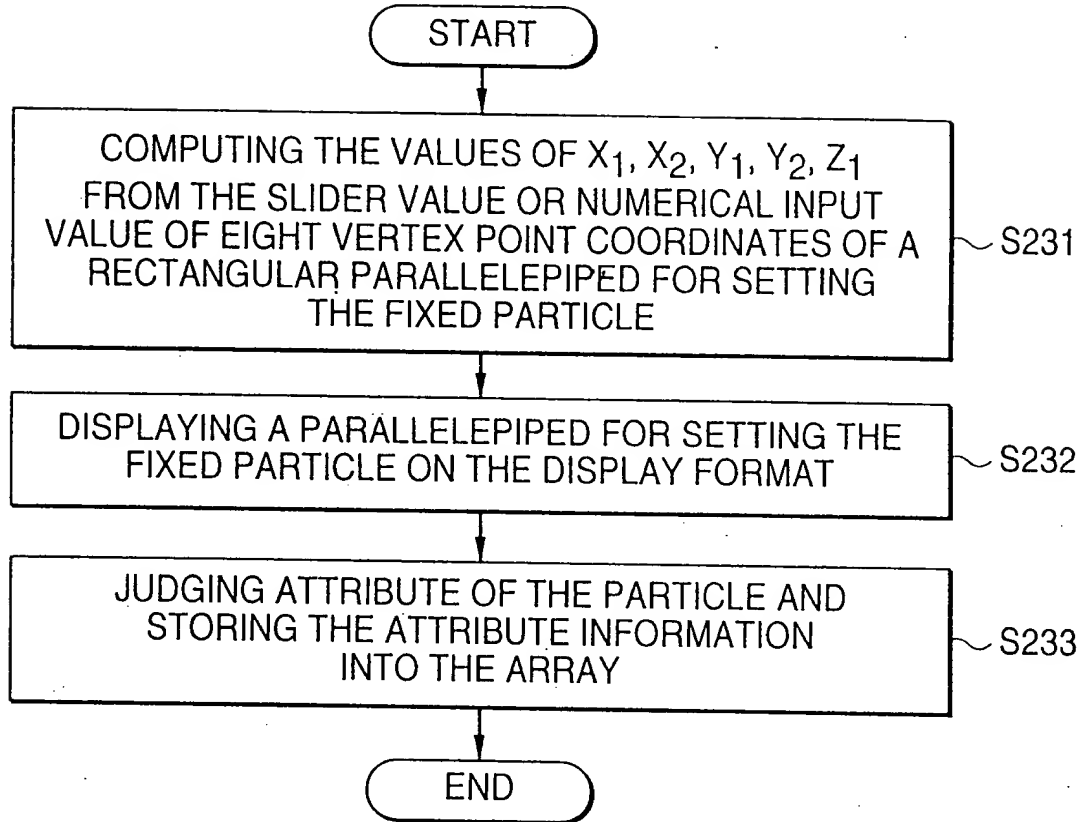 START
COMPUTING THE VALUES OF X1, X2, Y1, Y2, Z1
FROM THE SLIDER VALUE OR NUMERICAL INPUT
VALUE OF EIGHT VERTEX POINT COORDINATES OF A
RECTANGULAR PARALLELEPIPED FOR SETTING
THE FIXED PARTICLE
S231
DISPLAYING A PARALLELEPIPED FOR SETTING THE
FIXED PARTICLE ON THE DISPLAY FORMAT
S232
JUDGING ATTRIBUTE OF THE PARTICLE AND
STORING THE ATTRIBUTE INFORMATION
INTO THE ARRAY
S233
END